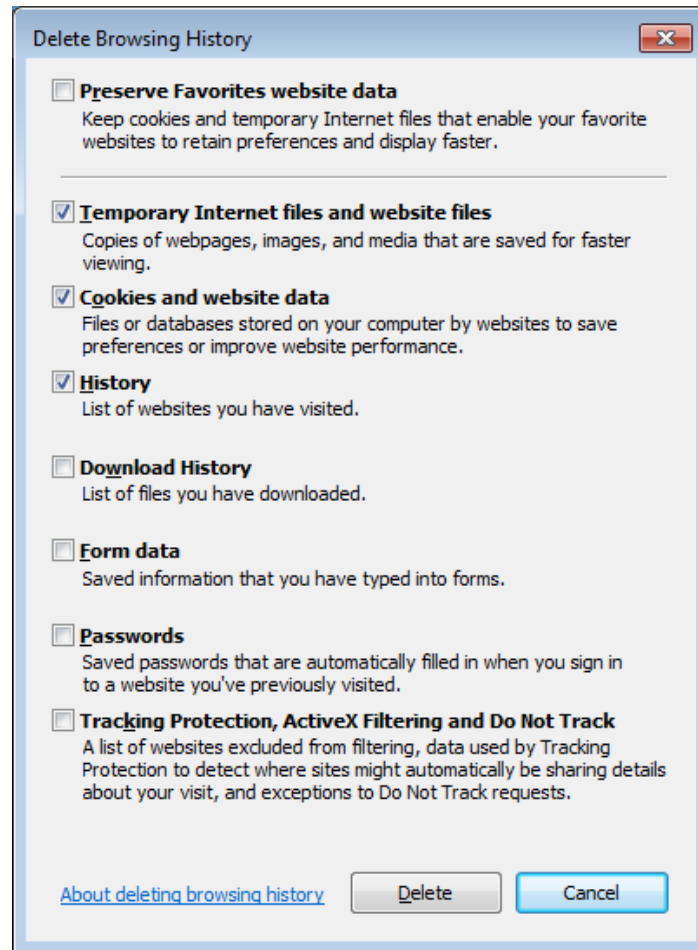 Delete Browsing History
Preserve Favorites website data
Keep cookies and temporary Internet files that enable your favorite
websites to retain preferences and display faster.
Temporary Internet files and website files
Copies of webpages, images, and media that are saved for faster
viewing.
Cookies and website data
Files or databases stored on your computer by websites to save
preferences or improve website performance.
History
List of websites you have visited.
Download History
List of files you have downloaded.
Form data
Saved information that you have typed into forms.
Passwords
Saved passwords that are automatically filled in when you sign in
to a website you've previously visited.
Tracking Protection, ActiveX Filtering and Do Not Track
A list of websites excluded from filtering, data used by Tracking
Protection to detect where sites might automatically be sharing details
about your visit, and exceptions to Do Not Track requests.
About deleting browsing history Delete Cancel